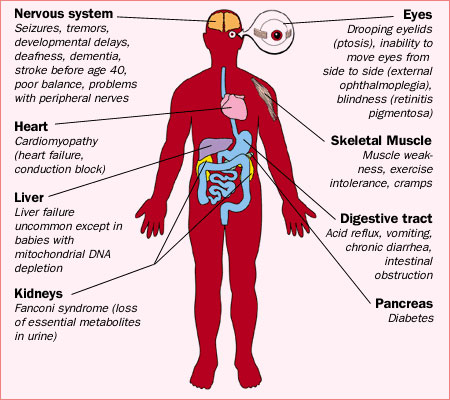 Nervous system
Seizures, tremors,
developmental delays,
deafness, dementia,
stroke before age 40,
poor balance, problems
with peripheral nerves
Heart
Cardiomyopathy
(heart failure,
conduction block)
Liver
Liver failure
uncommon except in
babies with
mitochondrial DNA
depletion
Kidneys
Fanconi syndrome (loss
of essential metabolites
in urine)
Eyes
Drooping eyelids
(ptosis), inability to
move eyes from
side to side (external
ophthalmoplegia), or
blindness (retinitis
pigmentosa)
Skeletal Muscle
Muscle weak-
ness, exercise
intolerance, cramps
Digestive tract
Acid reflux, vomiting,
chronic diarrhea,
intestinal
obstruction
Pancreas
Diabetes